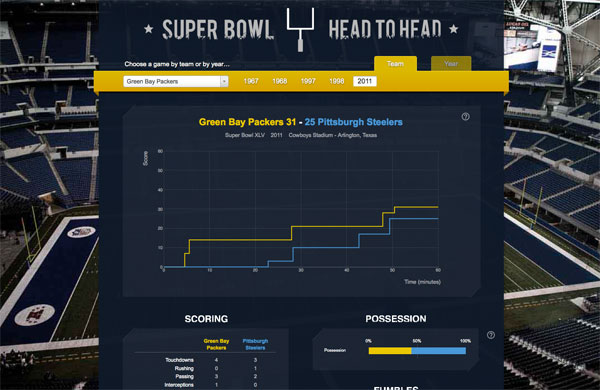 SUPER BOWL HEAD TO HEAD
Choose a game by team or by year...
Team
Year
Green Bay Packers
1967 1968 1997 1998 2011
Green Bay Packers 31 - 25 Pittsburgh Steelers
Super Bowl XLV 2011 Cowboys Stadium - Arlington, Texas
?
Score
60
50
40
30
20
10
0
0 10 20 30 40 50 60
Time (minutes)
SCORING
Green Bay Packers
Pittsburgh Steelers
Touchdowns 4 3
Rushing 0 1
Passing 3 2
Interceptions 1 0
POSSESSION
?
0% 50% 100%
Possession
FUMBLES